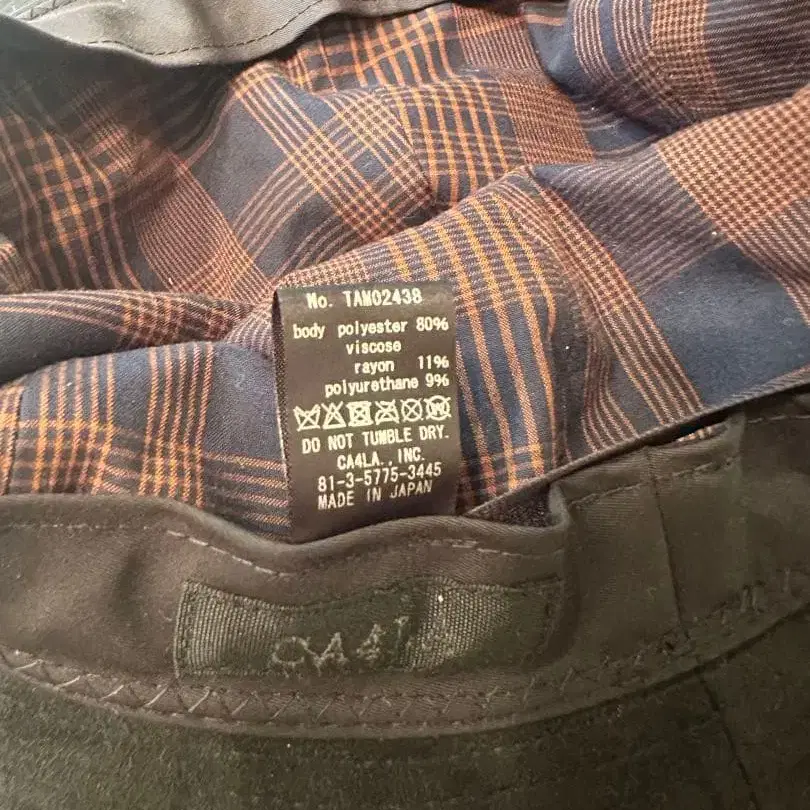 No. TAM02438
body polyester 80%
viscose
rayon 11%
polyurethane 9%
DO NOT TUMBLE DRY.
CA4LA., INC.
81-3-5775-3445
MADE IN JAPAN
CA4L